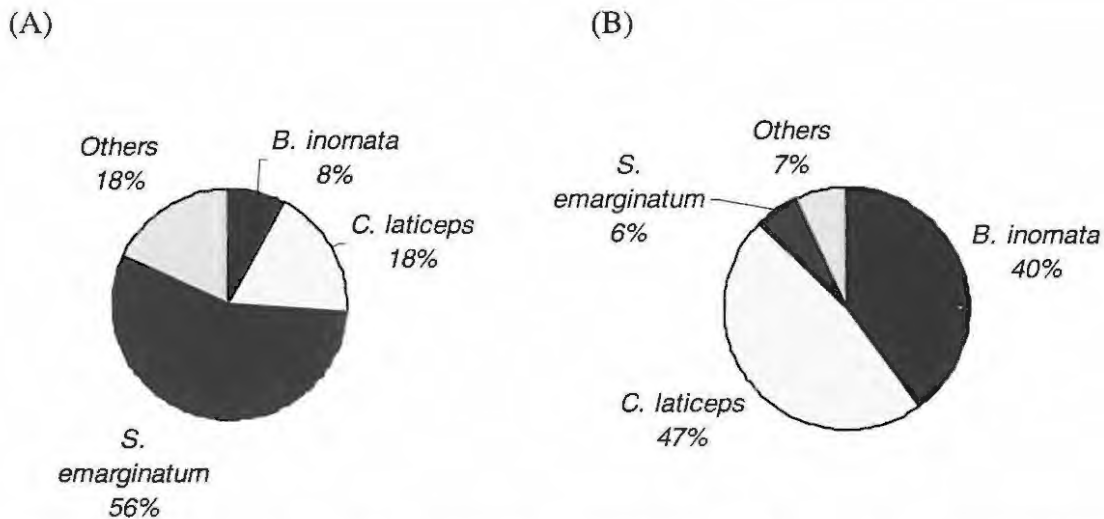 (A)
Others
18%
B. inornata
8%
C. laticeps
18%
S.
emarginatum
56%
(B)
Others
7%
S.
emarginatum
6%
B. inornata
40%
C. laticeps
47%